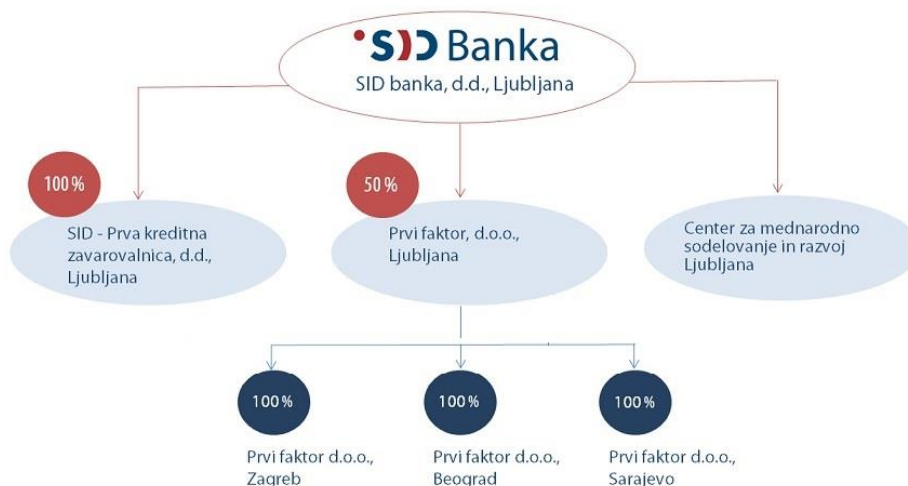 SID Banka
SID banka, d.d., Ljubljana
100 %
50 %
SID - Prva kreditna
zavarovalnica, d.d.,
Ljubljana
Prvi faktor, d.o.o.,
Ljubljana
Center za mednarodno
sodelovanje in razvoj
Ljubljana
100 %
100 %
100 %
Prvi faktor d.o.o.,
Zagreb
Prvi faktor d.o.o.,
Beograd
Prvi faktor d.o.o.,
Sarajevo